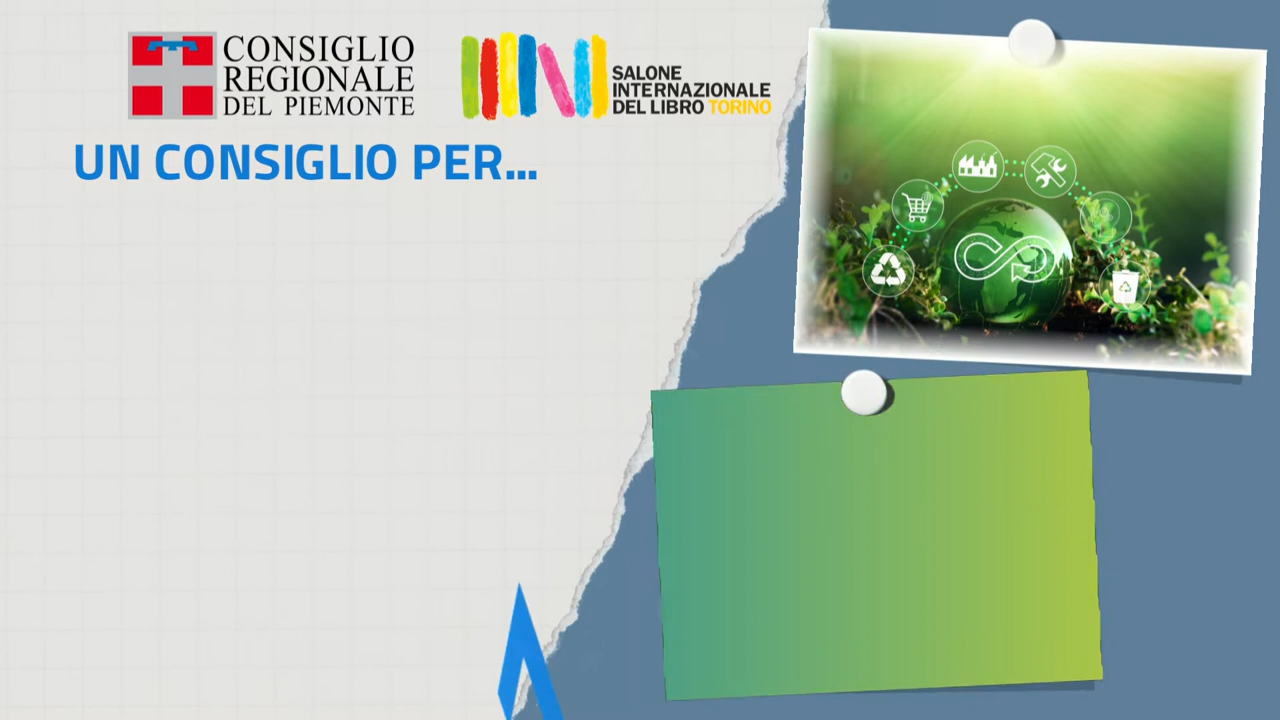 CONSIGLIO
REGIONALE
DEL PIEMONTE
SALONE
INTERNAZIONALE
DEL LIBRO TORINO
UN CONSIGLIO PER...